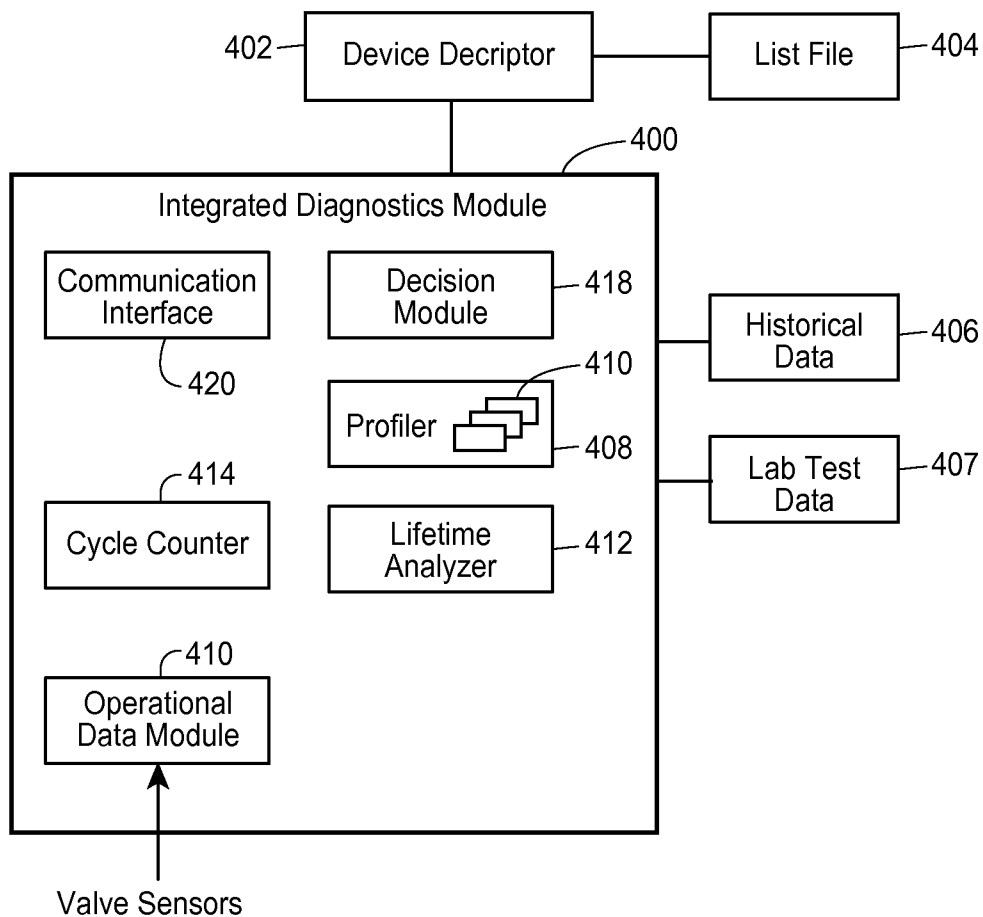 402
Device Decriptor
List File
404
400
Integrated Diagnostics Module
Communication
Interface
420
Decision
Module
418
Historical
Data
406
410
Profiler
408
414
Cycle Counter
Lab Test
Data
407
Lifetime
Analyzer
412
410
Operational
Data Module
Valve Sensors